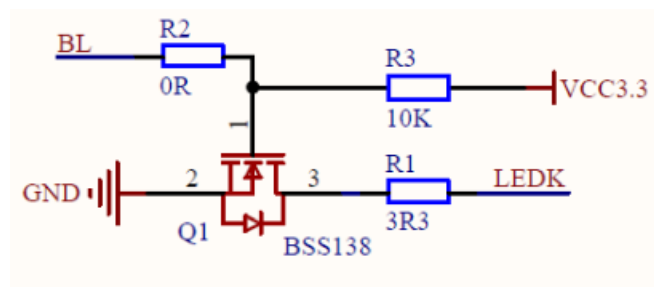 R2
BL
0R
R3
VCC3.3
10K
1
2
3
R1
LEDK
GND
3R3
Q1
BSS138